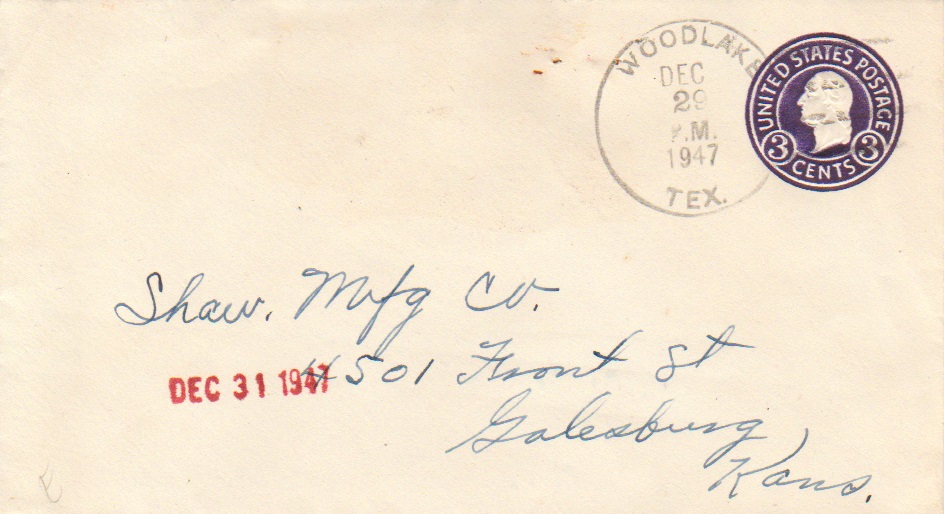 WOODLAKE
DEC
29
P.M.
1947
TEX.
UNITED STATES POSTAGE
3 CENTS 3
Shaw. Mfg Co.
4501 Front St
DEC 31 1947
Galesburg,
Kans.
E